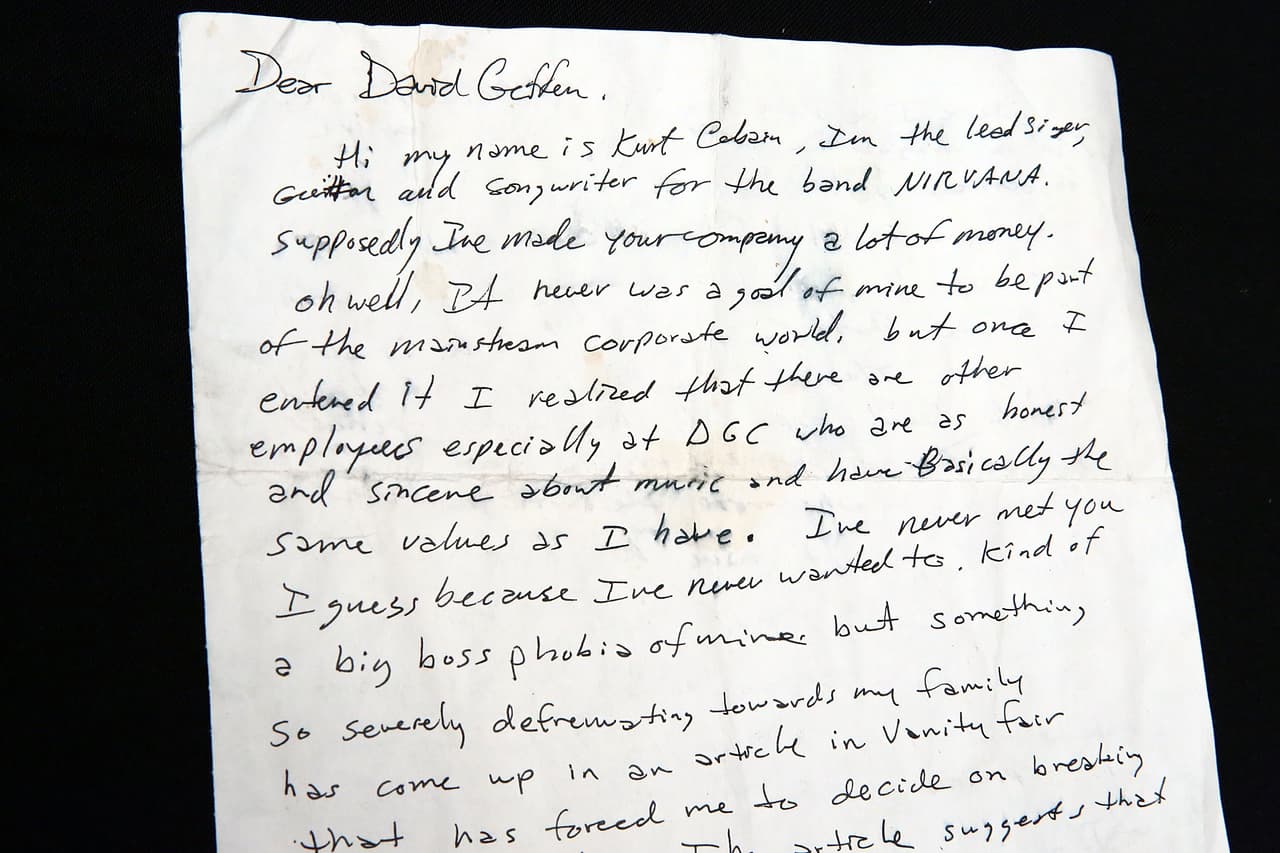 Dear David Geffen.
Hi my name is Kurt Cobain, Im the lead Singer,
and songwriter for the band NIRVANA.
Supposedly Ive made your company a lot of money.
oh well, It never was a goal of mine to be part
of the mainstream corporate world, but once I
entered it I realized that there are other
employees especially at DGC who are as honest
and sincere about music and have Basically the
same values as I have. Ive never met you
I guess because Ive never wanted to. Kind of
a big boss phobia of mine. but something
so severely defremating towards my family
has come up in an article in Vanity fair
that has forced me to decide on breaking
article suggests that